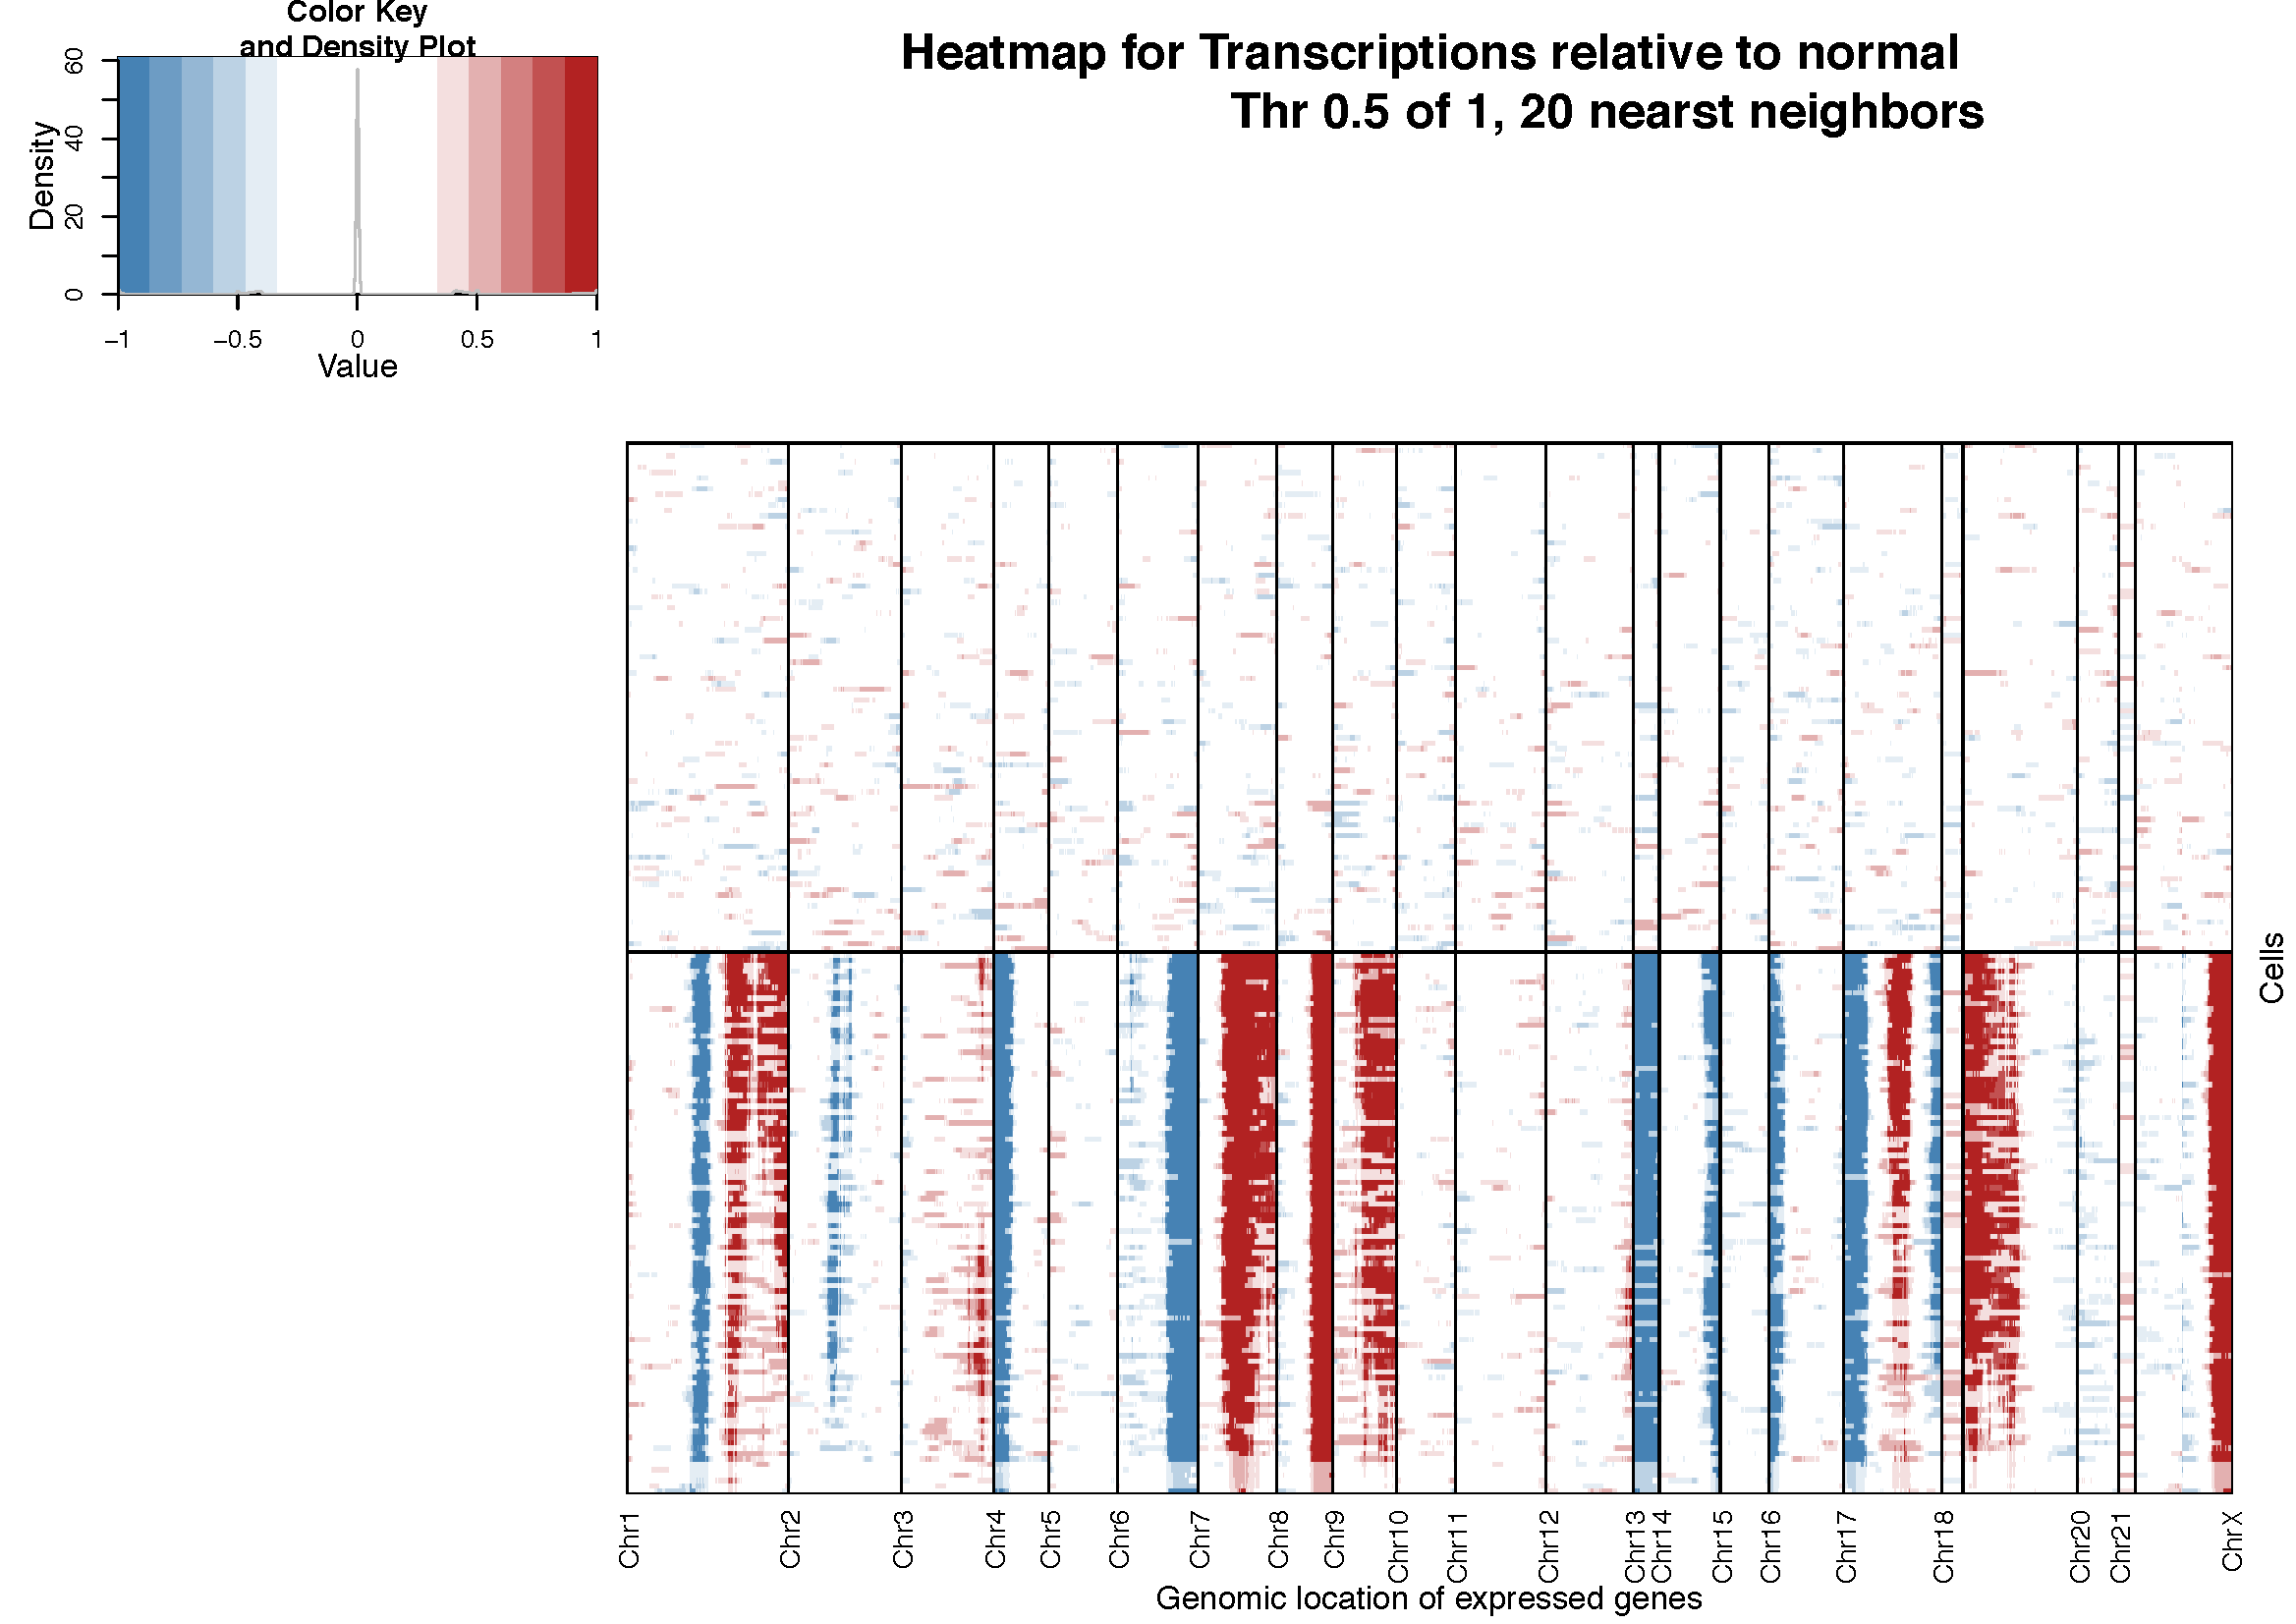 Color Key
and Density Plot
Density
0
20
40
60
−1
−0.5
0
0.5
1
Value
Heatmap for Transcriptions relative to normal
Thr 0.5 of 1, 20 nearst neighbors
Cells
Chr1
Chr2
Chr3
Chr4
Chr5
Chr6
Chr7
Chr8
Chr9
Chr10
Chr11
Chr12
Chr13
Chr14
Chr15
Chr16
Chr17
Chr18
Chr20
Chr21
Chr X
Genomic location of expressed genes